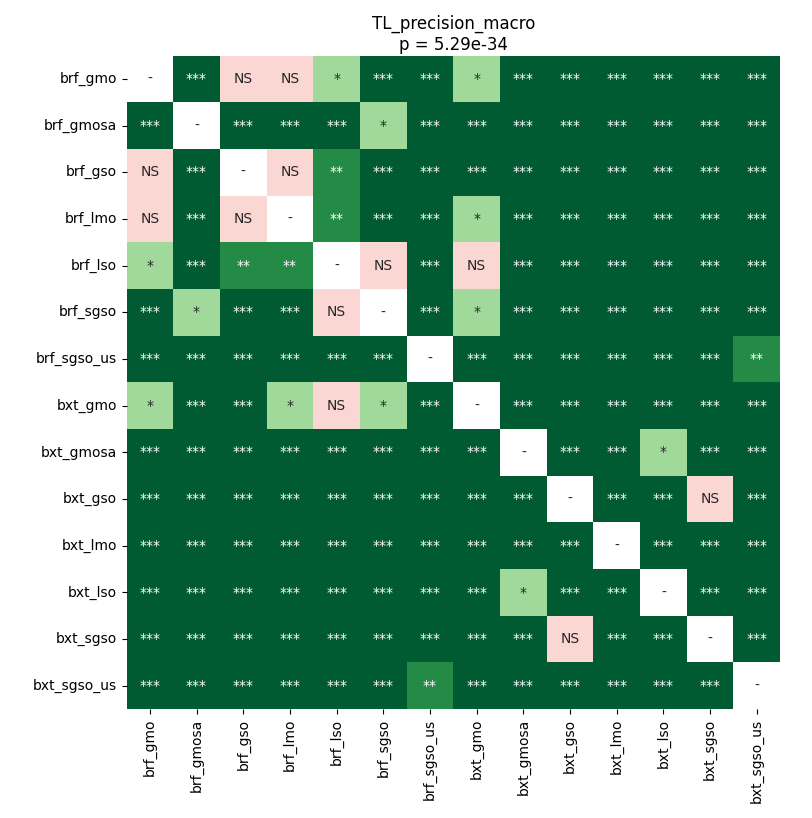 TL_precision_macro
p = 5.29e-34
brf_gmo - *** NS NS * *** *** * *** *** *** *** *** ***
brf_gmosa *** - *** *** *** * *** *** *** *** *** *** *** ***
brf_gso NS *** - NS ** *** *** *** *** *** *** *** *** ***
brf_lmo NS *** NS - ** *** *** * *** *** *** *** *** ***
brf_lso * *** ** ** - NS *** NS *** *** *** *** *** ***
brf_sgso *** * *** *** NS - *** * *** *** *** *** *** ***
brf_sgso_us *** *** *** *** *** *** - *** *** *** *** *** *** **
bxt_gmo * *** *** * NS * *** - *** *** *** *** *** ***
bxt_gmosa *** *** *** *** *** *** *** *** - *** *** * *** ***
bxt_gso *** *** *** *** *** *** *** *** *** - *** *** NS ***
bxt_lmo *** *** *** *** *** *** *** *** *** *** - *** *** ***
bxt_lso *** *** *** *** *** *** *** *** * *** *** - *** ***
bxt_sgso *** *** *** *** *** *** *** *** *** NS *** *** - ***
bxt_sgso_us *** *** *** *** *** *** ** *** *** *** *** *** *** -
brf_gmo brf_gmosa brf_gso brf_lmo brf_lso brf_sgso brf_sgso_us bxt_gmo bxt_gmosa bxt_gso bxt_lmo bxt_lso bxt_sgso bxt_sgso_us